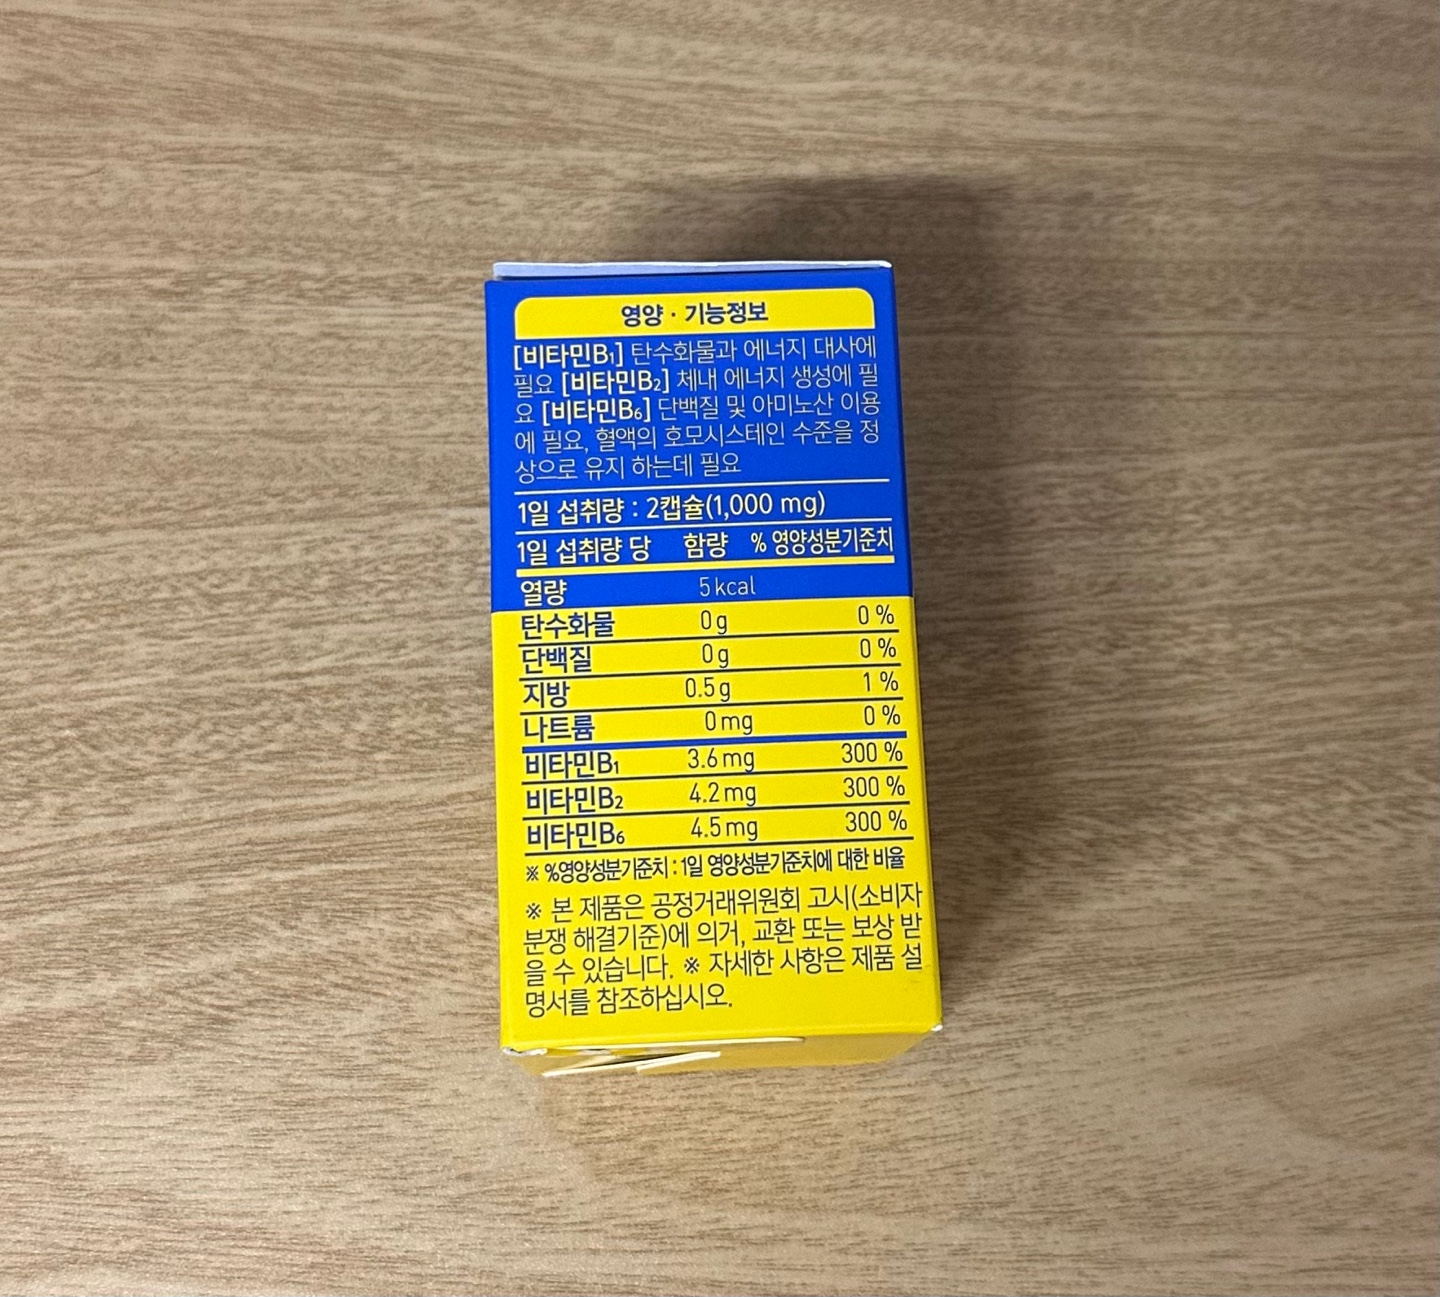 영양 · 기능정보
[비타민B₁] 탄수화물과 에너지 대사에
필요 [비타민B₂] 체내 에너지 생성에 필
요 [비타민B₆] 단백질 및 아미노산 이용
에 필요, 혈액의 호모시스테인 수준을 정
상으로 유지 하는데 필요
1일 섭취량 : 2캡슐(1,000 mg)
1일 섭취량 당 함량 % 영양성분기준치
열량 5 kcal
탄수화물 0 g 0 %
단백질 0 g 0 %
지방 0.5 g 1 %
나트륨 0 mg 0 %
비타민B₁ 3.6 mg 300 %
비타민B₂ 4.2 mg 300 %
비타민B₆ 4.5 mg 300 %
※ %영양성분기준치 : 1일 영양성분기준치에 대한 비율
※ 본 제품은 공정거래위원회 고시(소비자
분쟁 해결기준)에 의거, 교환 또는 보상 받
을 수 있습니다. ※ 자세한 사항은 제품 설
명서를 참조하십시오.